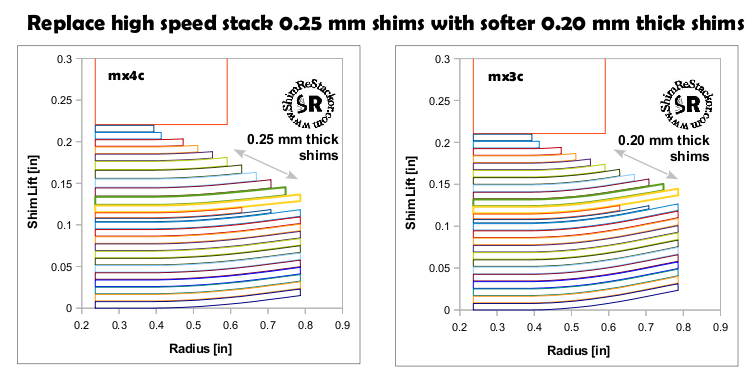 Replace high speed stack 0.25 mm shims with softer 0.20 mm thick shims
mx4c
www.ShimReStackor.com
SR
0.25 mm thick
shims
Shim Lift [in]
0.3
0.25
0.2
0.15
0.1
0.05
0
0.2 0.3 0.4 0.5 0.6 0.7 0.8 0.9
Radius [in]
mx3c
www.ShimReStackor.com
SR
0.20 mm thick
shims
Shim Lift [in]
0.3
0.25
0.2
0.15
0.1
0.05
0
0.2 0.3 0.4 0.5 0.6 0.7 0.8 0.9
Radius [in]